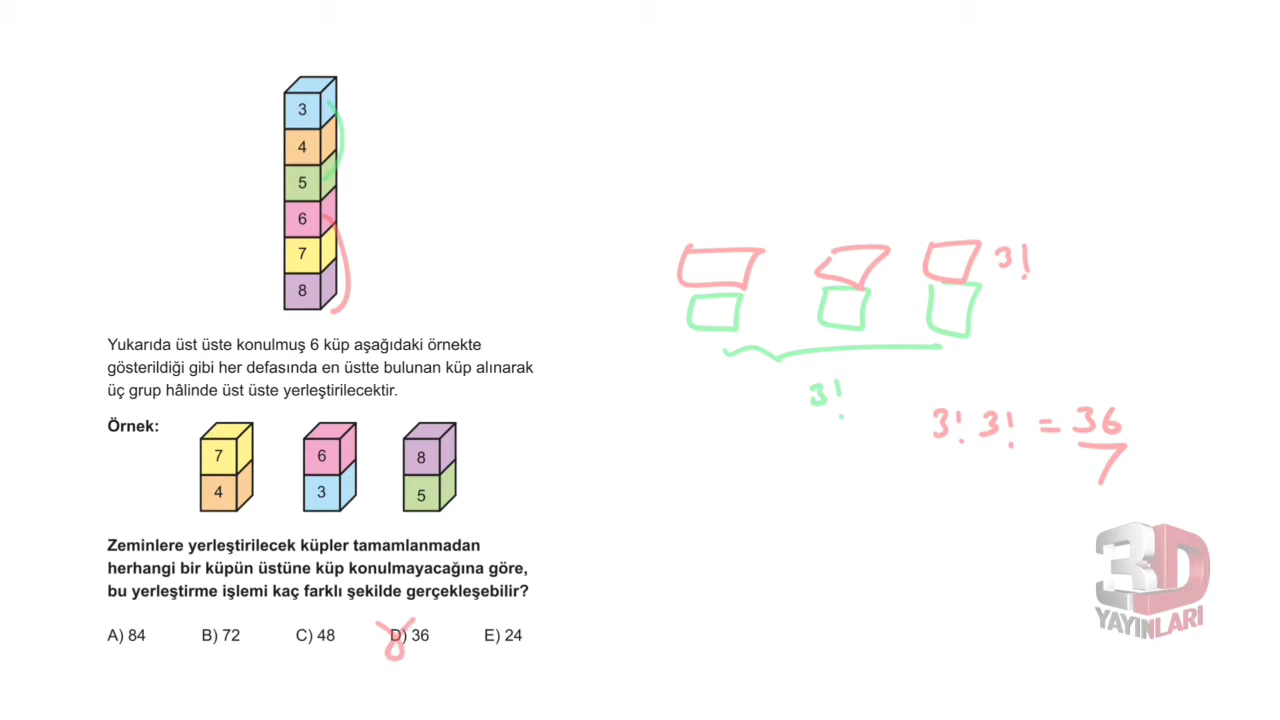 3
4
5
6
7
8
Yukarıda üst üste konulmuş 6 küp aşağıdaki örnekte
gösterildiği gibi her defasında en üstte bulunan küp alınarak
üç grup hâlinde üst üste yerleştirilecektir.
Örnek:
7 6 8
4 3 5
Zeminlere yerleştirilecek küpler tamamlanmadan
herhangi bir küpün üstüne küp konulmayacağına göre,
bu yerleştirme işlemi kaç farklı şekilde gerçekleşebilir?
A) 84 B) 72 C) 48 D) 36 E) 24
3!
3!
3! 3! = 36
3D
YAYINLARI